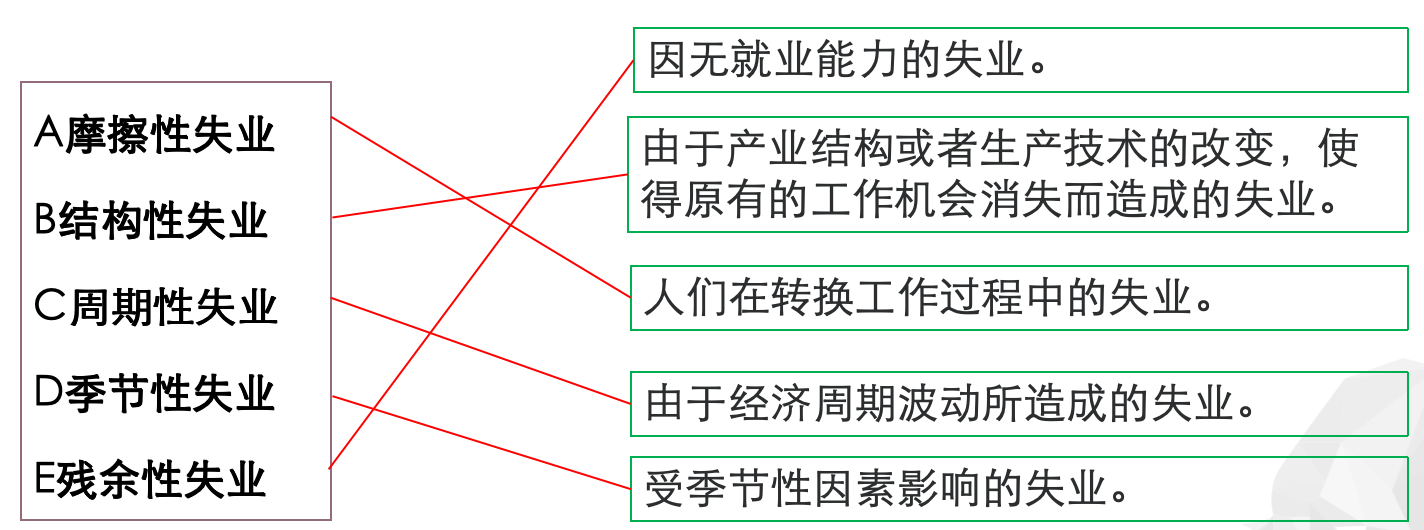 A摩擦性失业
B结构性失业
C周期性失业
D季节性失业
E残余性失业
因无就业能力的失业。
由于产业结构或者生产技术的改变，使
得原有的工作机会消失而造成的失业。
人们在转换工作过程中的失业。
由于经济周期波动所造成的失业。
受季节性因素影响的失业。